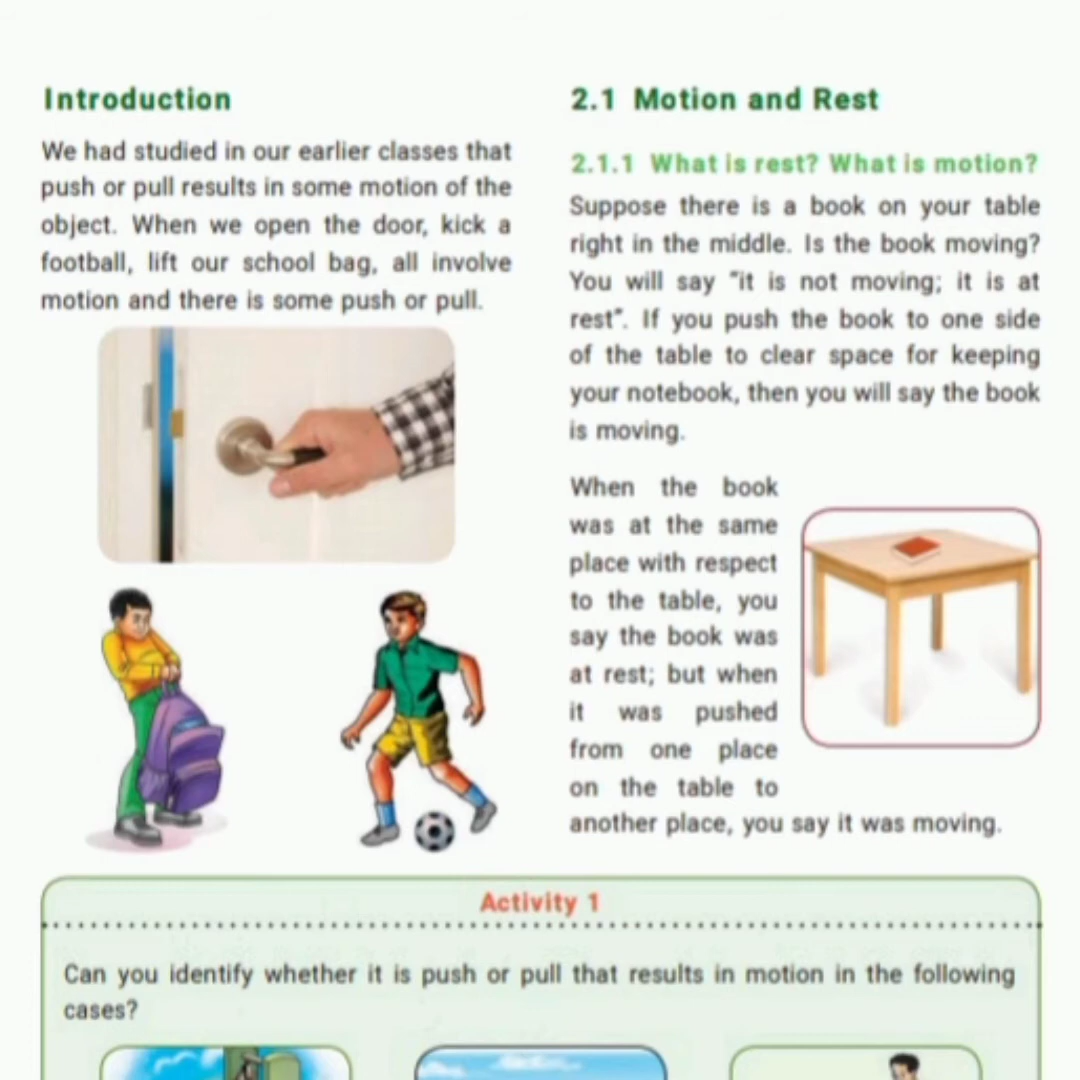 Introduction
We had studied in our earlier classes that
push or pull results in some motion of the
object. When we open the door, kick a
football, lift our school bag, all involve
motion and there is some push or pull.
2.1 Motion and Rest
2.1.1 What is rest? What is motion?
Suppose there is a book on your table
right in the middle. Is the book moving?
You will say "it is not moving; it is at
rest". If you push the book to one side
of the table to clear space for keeping
your notebook, then you will say the book
is moving.
When the book
was at the same
place with respect
to the table, you
say the book was
at rest; but when
it was pushed
from one place
on the table to
another place, you say it was moving.
Activity 1
Can you identify whether it is push or pull that results in motion in the following
cases?